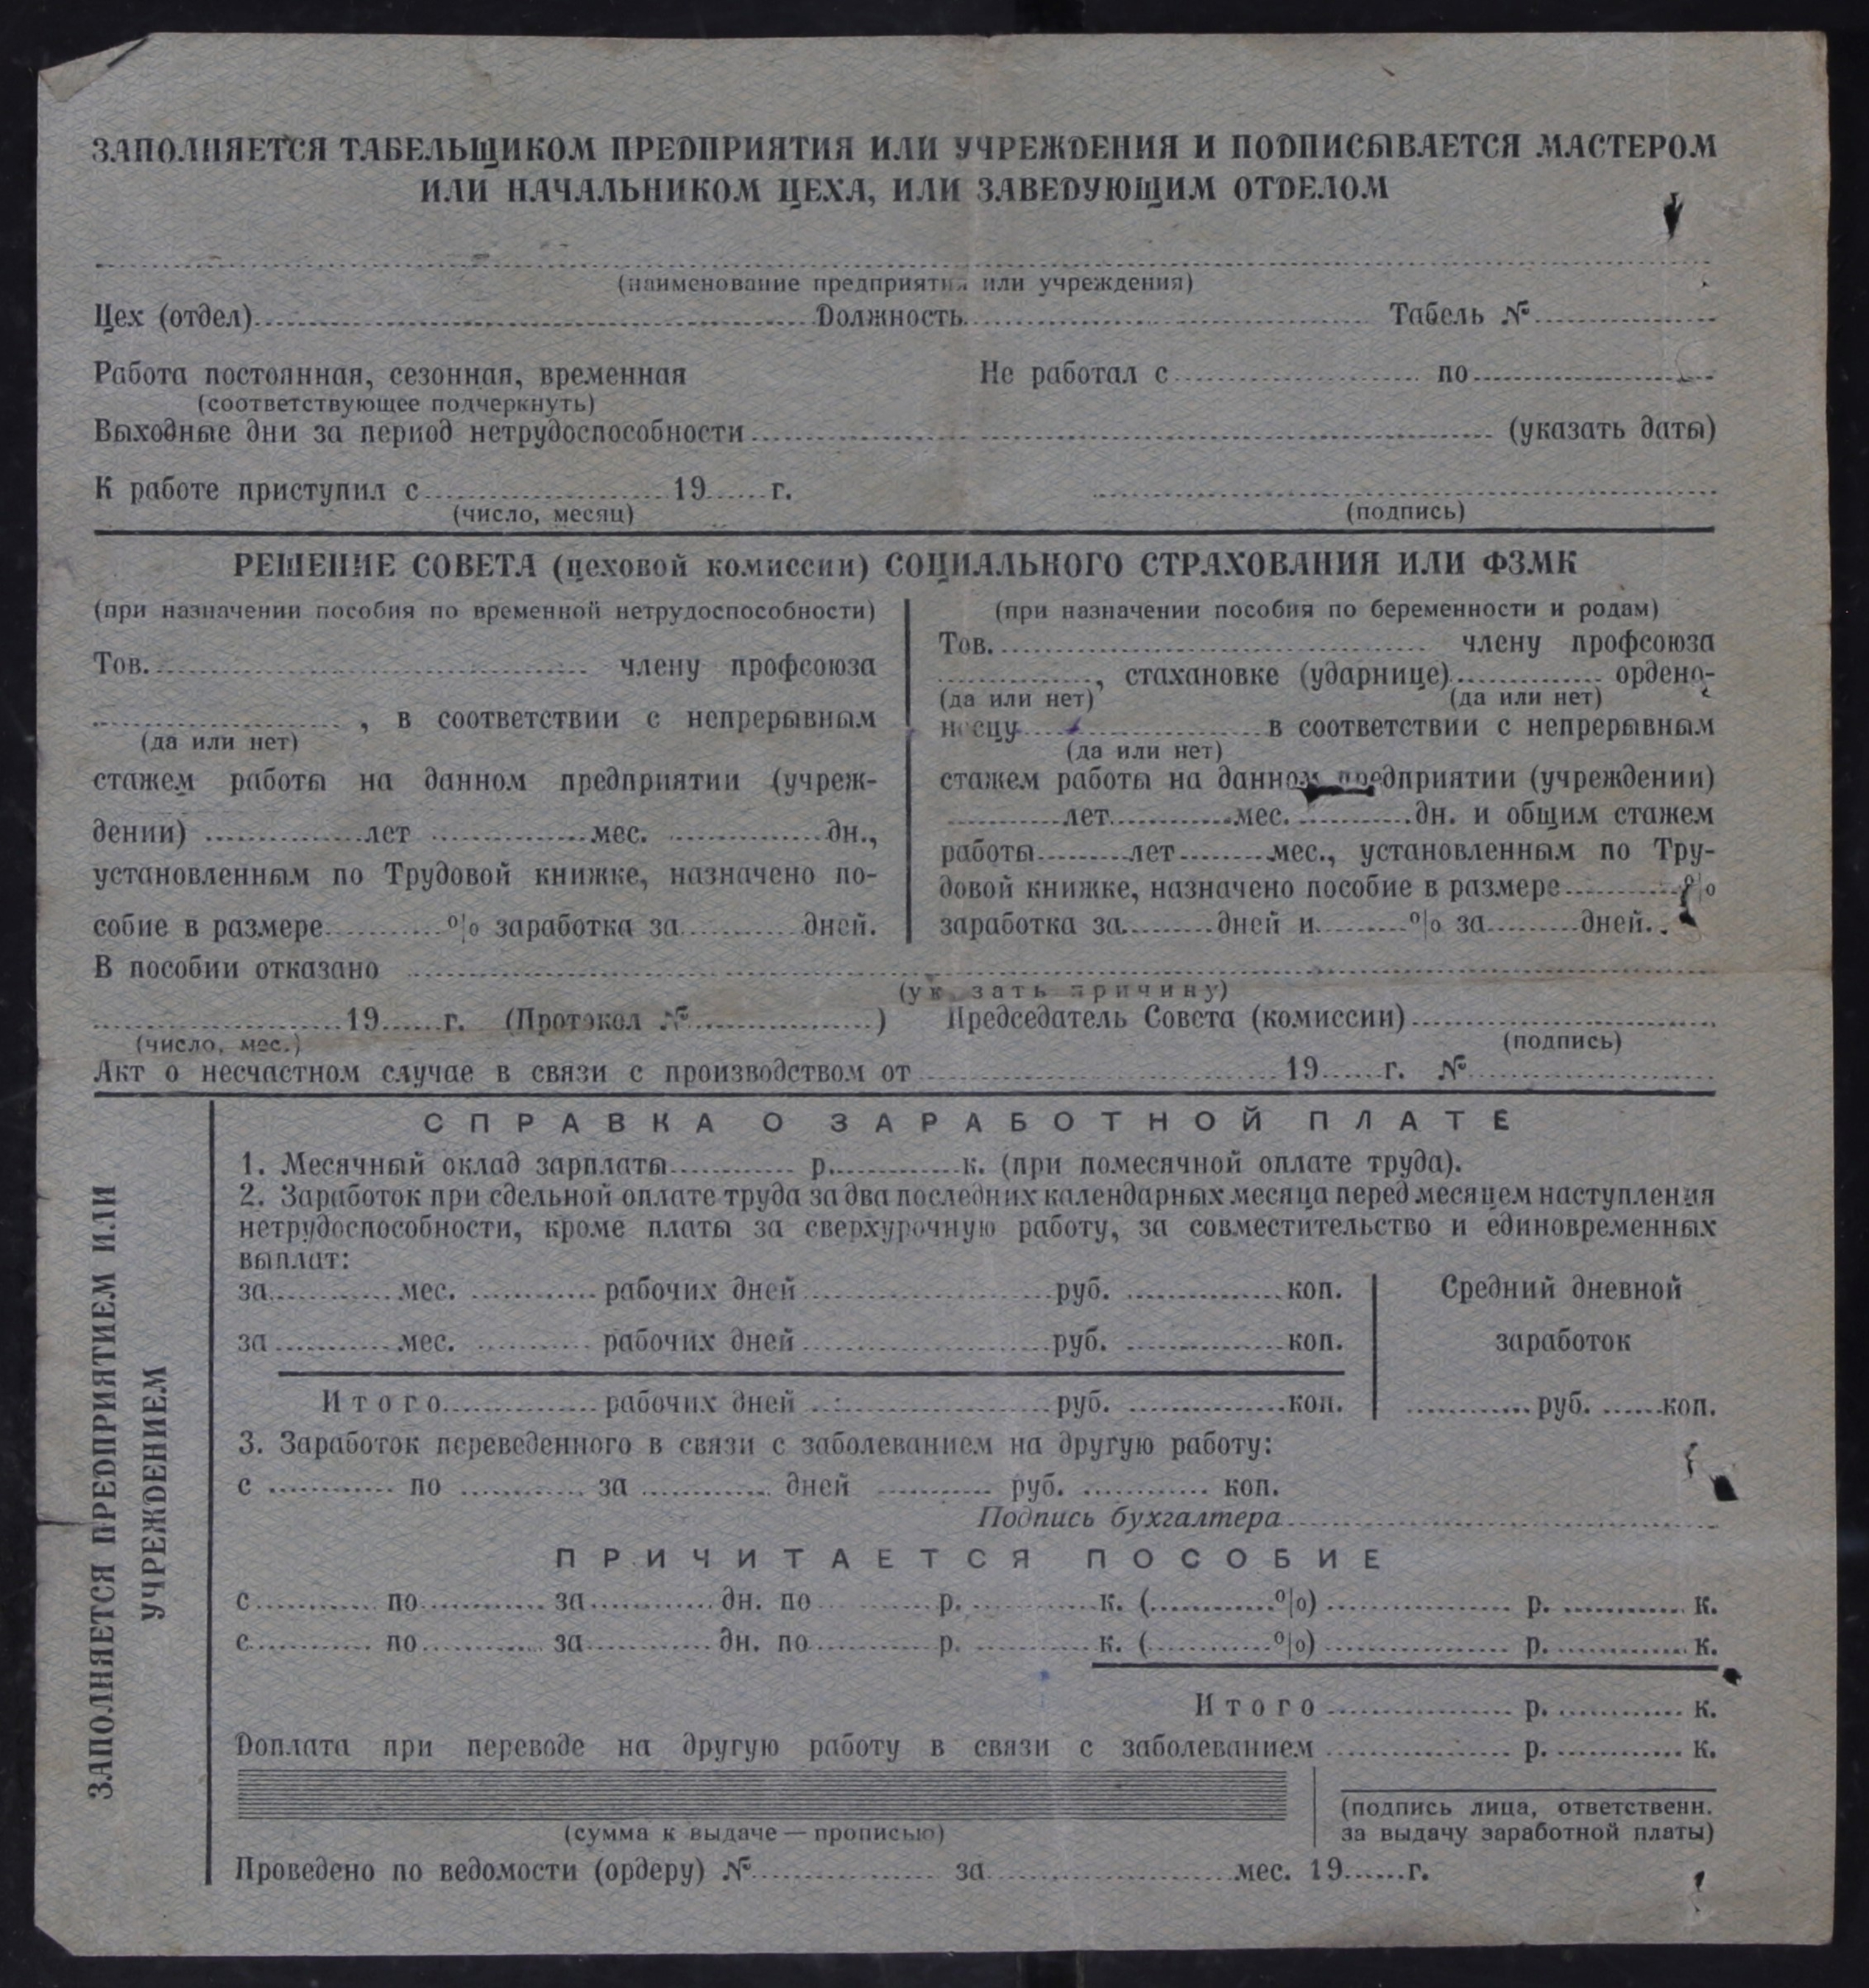 ЗАПОЛНЯЕТСЯ ТАБЕЛЬЩИКОМ ПРЕДПРИЯТИЯ ИЛИ УЧРЕЖДЕНИЯ И ПОДПИСЫВАЕТСЯ МАСТЕРОМ
ИЛИ НАЧАЛЬНИКОМ ЦЕХА, ИЛИ ЗАВЕДУЮЩИМ ОТДЕЛОМ
(наименование предприятия или учреждения)
Цех (отдел) Должность Табель №
Работа постоянная, сезонная, временная Не работал с по
(соответствующее подчеркнуть)
Выходные дни за период нетрудоспособности (указать даты)
К работе приступил с 19 г.
(число, месяц) (подпись)
РЕШЕНИЕ СОВЕТА (цеховой комиссии) СОЦИАЛЬНОГО СТРАХОВАНИЯ ИЛИ ФЗМК
(при назначении пособия по временной нетрудоспособности)
Тов. члену профсоюза
, в соответствии с непрерывным
(да или нет)
стажем работы на данном предприятии (учреж-
дении) лет мес. дн.,
установленным по Трудовой книжке, назначено по-
собие в размере % заработка за дней.
(при назначении пособия по беременности и родам)
Тов. члену профсоюза
, стахановке (ударнице) ордено-
(да или нет) (да или нет)
несцу в соответствии с непрерывным
(да или нет)
стажем работы на данном предприятии (учреждении)
лет мес. дн. и общим стажем
работы лет мес., установленным по Тру-
довой книжке, назначено пособие в размере %
заработка за дней и % за дней.
В пособии отказано
(указать причину)
19 г. (Протокол № ) Председатель Совета (комиссии)
(число, мес.) (подпись)
Акт о несчастном случае в связи с производством от 19 г. №
ЗАПОЛНЯЕТСЯ ПРЕДПРИЯТИЕМ ИЛИ
УЧРЕЖДЕНИЕМ
СПРАВКА О ЗАРАБОТНОЙ ПЛАТЕ
1. Месячный оклад зарплаты р. к. (при помесячной оплате труда).
2. Заработок при сдельной оплате труда за два последних календарных месяца перед месяцем наступления
нетрудоспособности, кроме платы за сверхурочную работу, за совместительство и единовременных
выплат:
за мес. рабочих дней руб. коп. Средний дневной
за мес. рабочих дней руб. коп. заработок
Итого рабочих дней руб. коп. руб. коп.
3. Заработок переведенного в связи с заболеванием на другую работу:
с по за дней руб. коп.
Подпись бухгалтера
ПРИЧИТАЕТСЯ ПОСОБИЕ
с по за дн. по р. к. ( %) р. к.
с по за дн. по р. к. ( %) р. к.
Итого р. к.
Доплата при переводе на другую работу в связи с заболеванием р. к.
(подпись лица, ответственн.
(сумма к выдаче — прописью) за выдачу заработной платы)
Проведено по ведомости (ордеру) № за мес. 19 г.